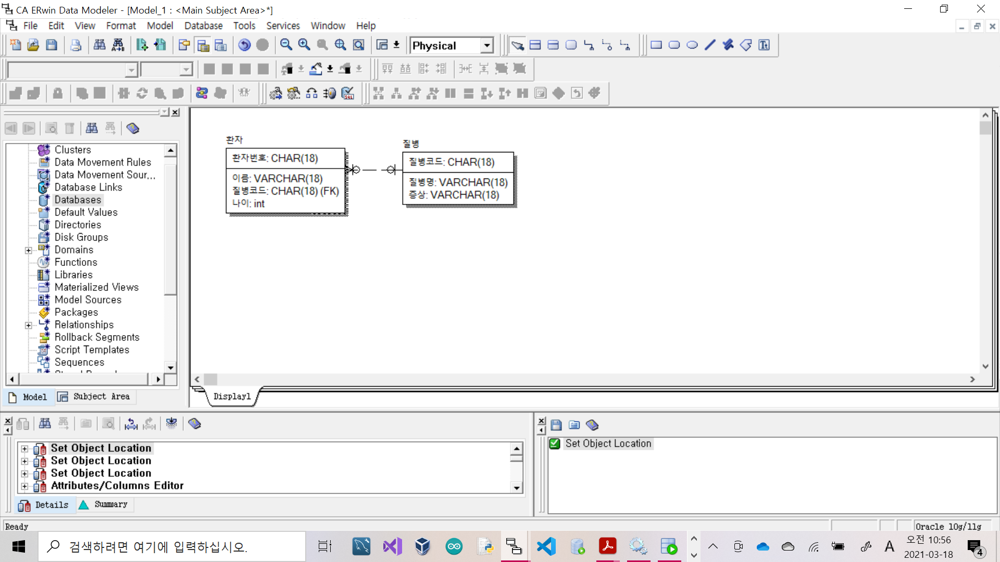 CA ERwin Data Modeler - [Model_1 : <Main Subject Area>*]
File Edit View Format Model Database Tools Services Window Help
Physical
Clusters
Data Movement Rules
Data Movement Sour...
Database Links
Databases
Default Values
Directories
Disk Groups
Domains
Functions
Libraries
Materialized Views
Model Sources
Packages
Relationships
Rollback Segments
Script Templates
Sequences
Model Subject Area
환자
환자번호: CHAR(18)
이름: VARCHAR(18)
질병코드: CHAR(18) (FK)
나이: int
질병
질병코드: CHAR(18)
질병명: VARCHAR(18)
증상: VARCHAR(18)
Display1
Set Object Location
Set Object Location
Set Object Location
Attributes/Columns Editor
Details Summary
Set Object Location
Ready
Oracle 10g/11g
검색하려면 여기에 입력하십시오.
A
오전 10:56
2021-03-18
4